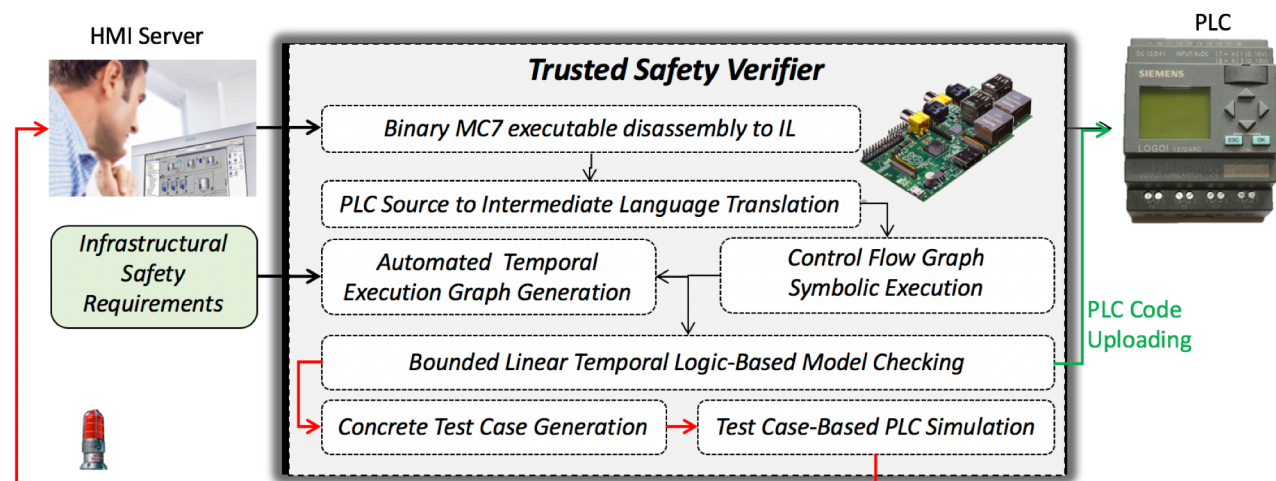 HMI Server
PLC
Trusted Safety Verifier
SIEMENS
Binary MC7 executable disassembly to IL
ESC
OK
PLC Source to Intermediate Language Translation
Infrastructural
Safety
Requirements
Automated Temporal
Execution Graph Generation
Control Flow Graph
Symbolic Execution
PLC Code
Uploading
Bounded Linear Temporal Logic-Based Model Checking
Concrete Test Case Generation
Test Case-Based PLC Simulation